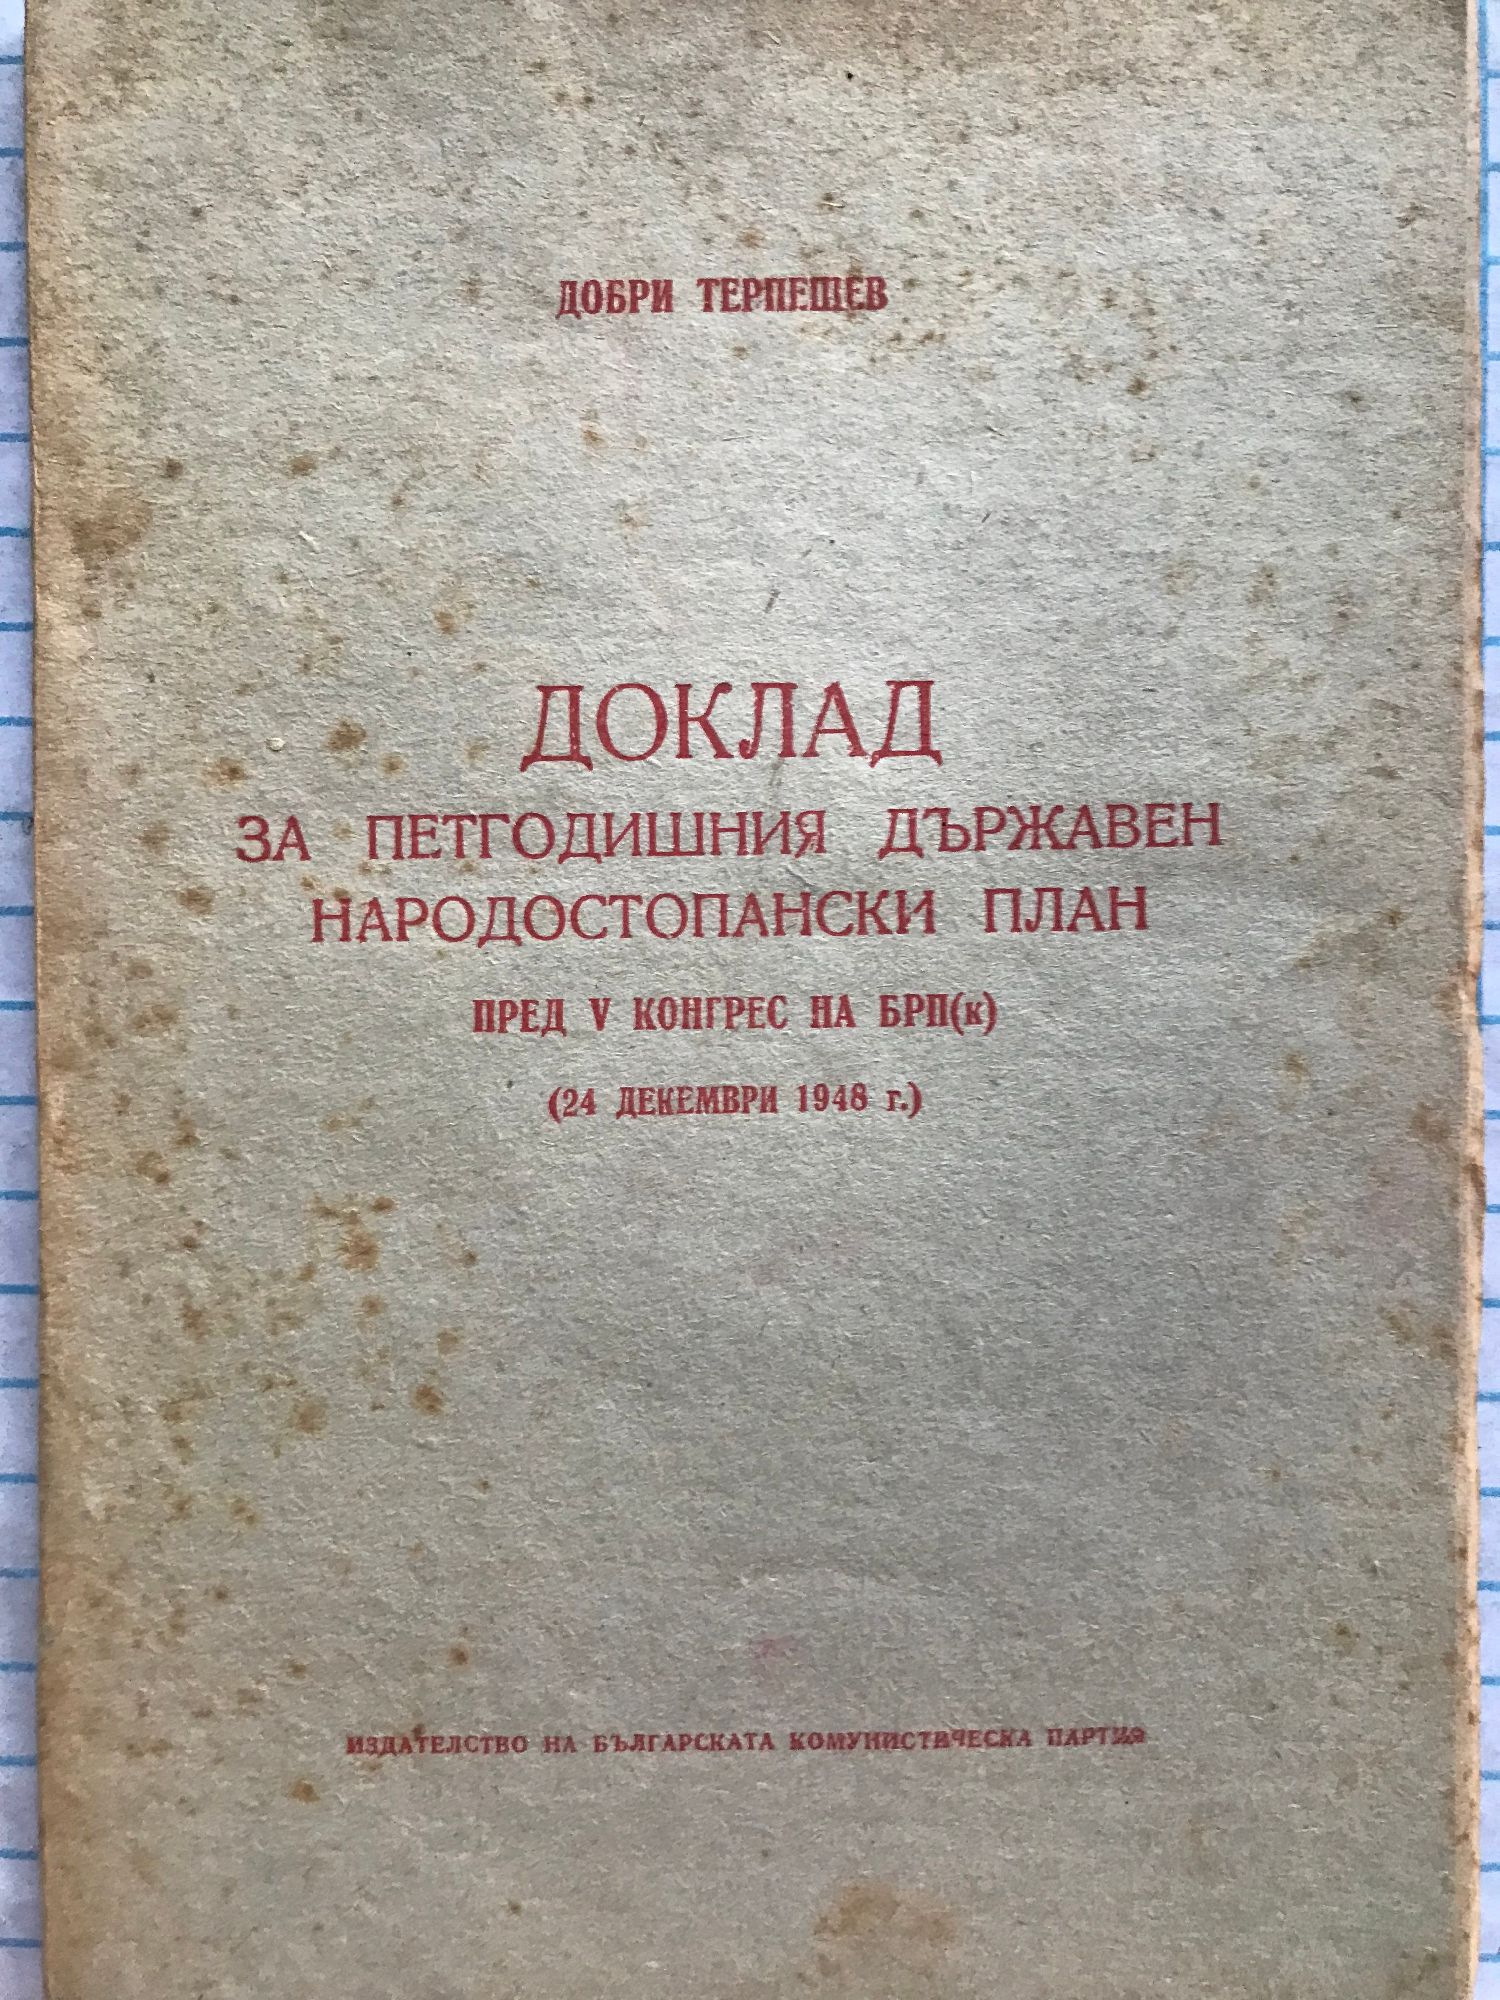 ДОБРИ ТЕРПЕШЕВ
ДОКЛАД
ЗА ПЕТГОДИШНИЯ ДЪРЖАВЕН
НАРОДОСТОПАНСКИ ПЛАН
ПРЕД V КОНГРЕС НА БРП(к)
(24 ДЕКЕМВРИ 1948 г.)
ИЗДАТЕЛСТВО НА БЪЛГАРСКАТА КОМУНИСТИЧЕСКА ПАРТИЯ